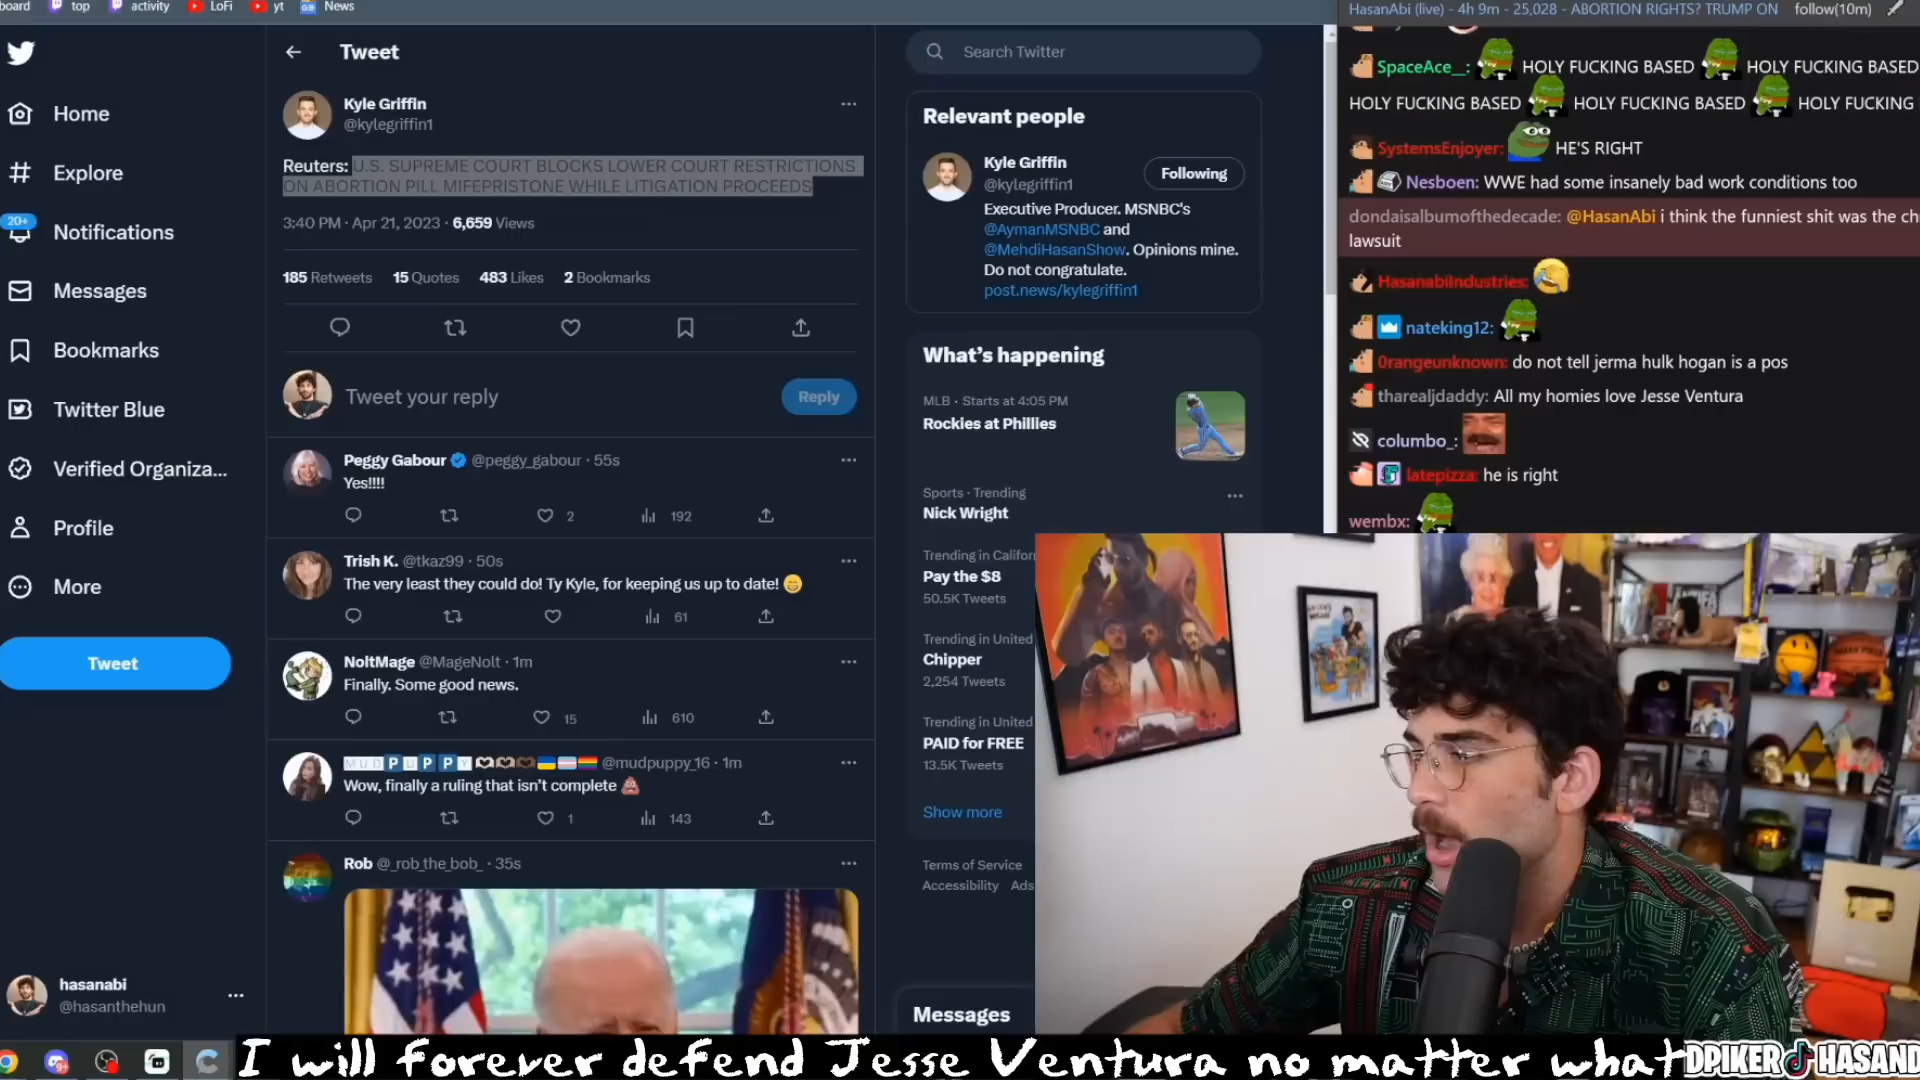 board top activity LoFi yt News
Home
Explore
20+
Notifications
Messages
Bookmarks
Twitter Blue
Verified Organiza...
Profile
More
Tweet
hasanabi
@hasanthehun
Tweet
Kyle Griffin
@kylegriffin1
Reuters: U.S. SUPREME COURT BLOCKS LOWER COURT RESTRICTIONS
ON ABORTION PILL MIFEPRISTONE WHILE LITIGATION PROCEEDS
3:40 PM · Apr 21, 2023 · 6,659 Views
185 Retweets 15 Quotes 483 Likes 2 Bookmarks
Tweet your reply
Reply
Peggy Gabour @peggy_gabour · 55s
Yes!!!!
2 192
Trish K. @tkaz99 · 50s
The very least they could do! Ty Kyle, for keeping us up to date! 😁
61
NoltMage @MageNolt · 1m
Finally. Some good news.
15 610
MUDPUPPY @mudpuppy_16 · 1m
Wow, finally a ruling that isn't complete 💩
1 143
Rob @_rob_the_bob_ · 35s
Search Twitter
Relevant people
Kyle Griffin
@kylegriffin1
Following
Executive Producer. MSNBC's
@AymanMSNBC and
@MehdiHasanShow. Opinions mine.
Do not congratulate.
post.news/kylegriffin1
What's happening
MLB · Starts at 4:05 PM
Rockies at Phillies
Sports · Trending
Nick Wright
Trending in Califor
Pay the $8
50.5K Tweets
Trending in United
Chipper
2,254 Tweets
Trending in United
PAID for FREE
13.5K Tweets
Show more
Terms of Service
Accessibility Ads
Messages
HasanAbi (live) - 4h 9m - 25,028 - ABORTION RIGHTS? TRUMP ON follow(10m)
SpaceAce__: HOLY FUCKING BASED HOLY FUCKING BASED
HOLY FUCKING BASED HOLY FUCKING BASED HOLY FUCKING
SystemsEnjoyer: HE'S RIGHT
Nesboen: WWE had some insanely bad work conditions too
dondaisalbumofthedecade: @HasanAbi i think the funniest shit was the ch
lawsuit
HasanabiIndustries:
nateking12:
0rangeunknown: do not tell jerma hulk hogan is a pos
tharealjdaddy: All my homies love Jesse Ventura
columbo_:
latepizza: he is right
wembx:
I will forever defend Jesse Ventura no matter what
DPIKER HASAND